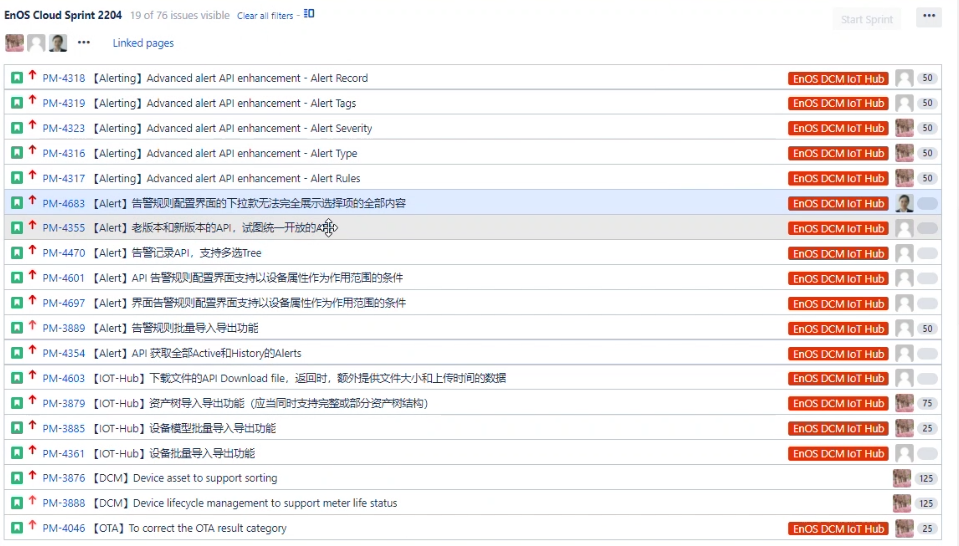 EnOS Cloud Sprint 2204 19 of 76 issues visible Clear all filters - Start Sprint
Linked pages
PM-4318 【Alerting】Advanced alert API enhancement - Alert Record EnOS DCM IoT Hub 50
PM-4319 【Alerting】Advanced alert API enhancement - Alert Tags EnOS DCM IoT Hub 50
PM-4323 【Alerting】Advanced alert API enhancement - Alert Severity EnOS DCM IoT Hub 50
PM-4316 【Alerting】Advanced alert API enhancement - Alert Type EnOS DCM IoT Hub 50
PM-4317 【Alerting】Advanced alert API enhancement - Alert Rules EnOS DCM IoT Hub 50
PM-4683 【Alert】告警规则配置界面的下拉款无法完全展示选择项的全部内容 EnOS DCM IoT Hub
PM-4355 【Alert】老版本和新版本的API，试图统一开放的 EnOS DCM IoT Hub
PM-4470 【Alert】告警记录API，支持多选Tree EnOS DCM IoT Hub
PM-4601 【Alert】API 告警规则配置界面支持以设备属性作为作用范围的条件 EnOS DCM IoT Hub
PM-4697 【Alert】界面告警规则配置界面支持以设备属性作为作用范围的条件 EnOS DCM IoT Hub
PM-3889 【Alert】告警规则批量导入导出功能 EnOS DCM IoT Hub 50
PM-4354 【Alert】API 获取全部Active和History的Alerts EnOS DCM IoT Hub
PM-4603 【IOT-Hub】下载文件的API Download file，返回时，额外提供文件大小和上传时间的数据 EnOS DCM IoT Hub
PM-3879 【IOT-Hub】资产树导入导出功能（应当同时支持完整或部分资产树结构） EnOS DCM IoT Hub 75
PM-3885 【IOT-Hub】设备模型批量导入导出功能 EnOS DCM IoT Hub 25
PM-4361 【IOT-Hub】设备批量导入导出功能 EnOS DCM IoT Hub
PM-3876 【DCM】Device asset to support sorting 125
PM-3888 【DCM】Device lifecycle management to support meter life status 125
PM-4046 【OTA】To correct the OTA result category EnOS DCM IoT Hub 25